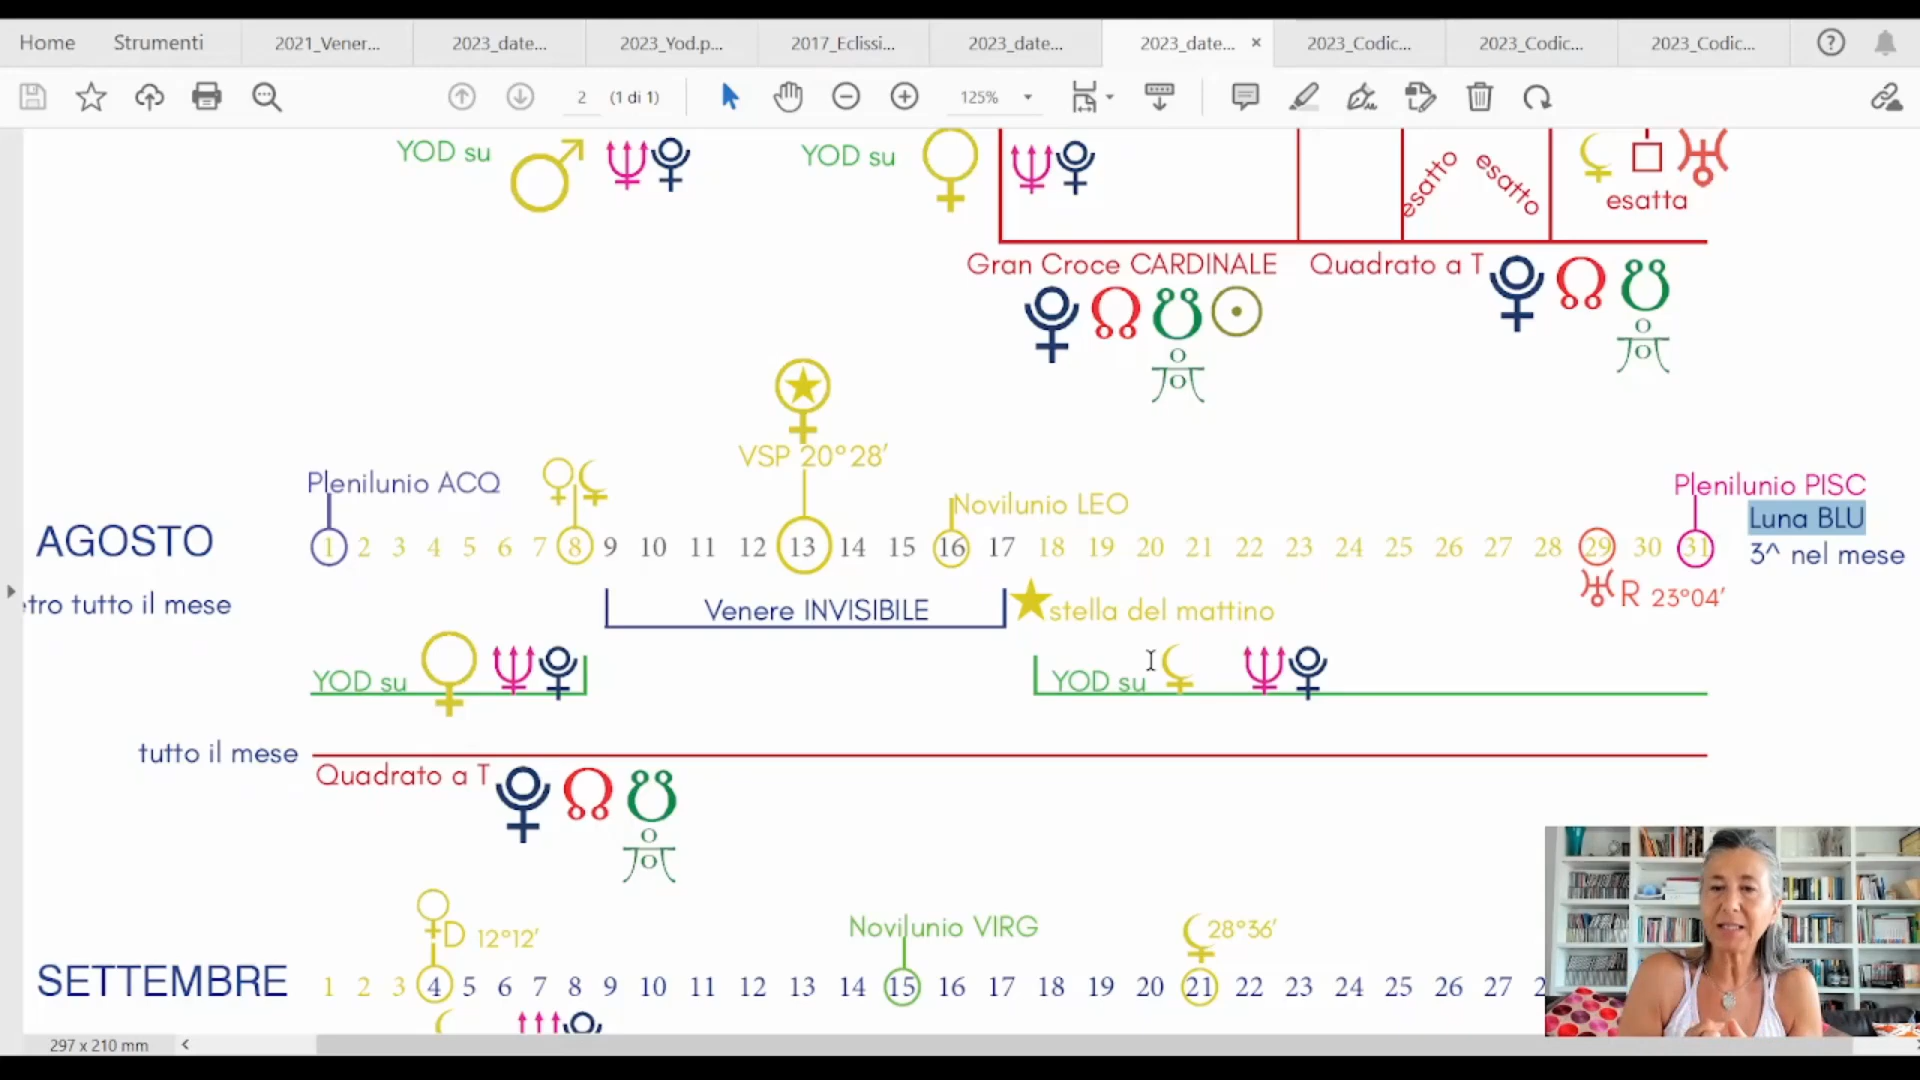 Home Strumenti 2021_Vener... 2023_date... 2023_Yod.p... 2017_Eclissi... 2023_date... 2023_date... × 2023_Codic... 2023_Codic... 2023_Codic...
2 (1 di 1) 125%
YOD su YOD su esatto esatto esatta
Gran Croce CARDINALE Quadrato a T
VSP 20°28'
Plenilunio ACQ Novilunio LEO Plenilunio PISC
Luna BLU
AGOSTO 1 2 3 4 5 6 7 8 9 10 11 12 13 14 15 16 17 18 19 20 21 22 23 24 25 26 27 28 29 30 31 3^ nel mese
tro tutto il mese Venere INVISIBILE stella del mattino R 23°04'
YOD su YOD su
tutto il mese
Quadrato a T
D 12°12' Novilunio VIRG 28°36'
SETTEMBRE 1 2 3 4 5 6 7 8 9 10 11 12 13 14 15 16 17 18 19 20 21 22 23 24 25 26 27 2
297 x 210 mm